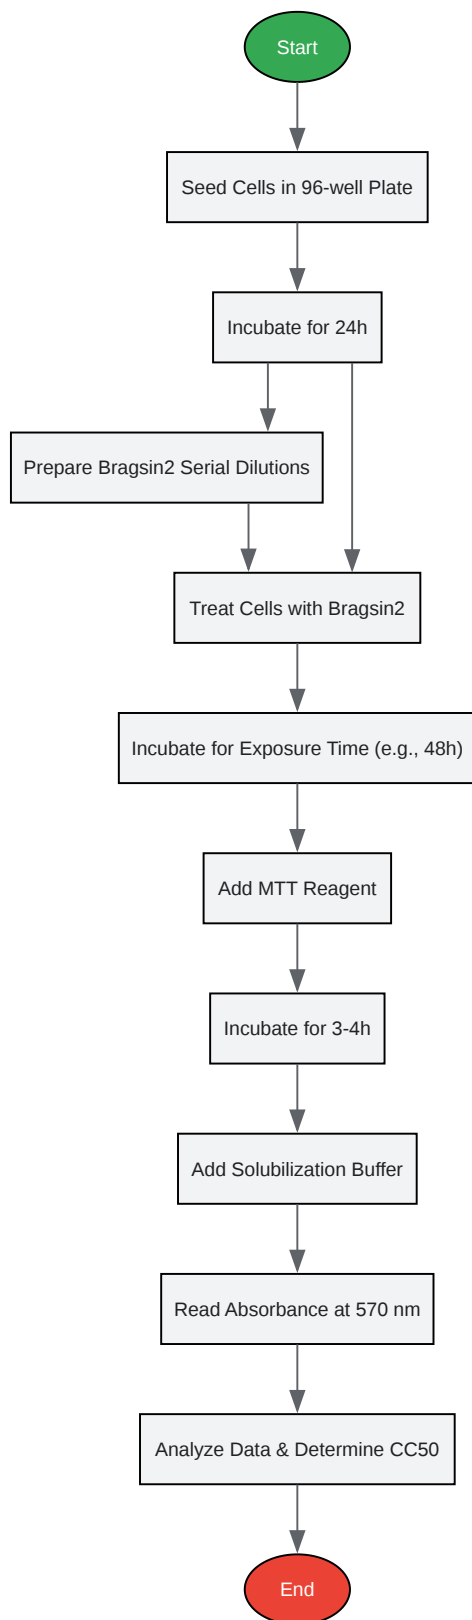 Start
Seed Cells in 96-well Plate
Incubate for 24h
Prepare Bragsin2 Serial Dilutions
Treat Cells with Bragsin2
Incubate for Exposure Time (e.g., 48h)
Add MTT Reagent
Incubate for 3-4h
Add Solubilization Buffer
Read Absorbance at 570 nm
Analyze Data & Determine CC50
End